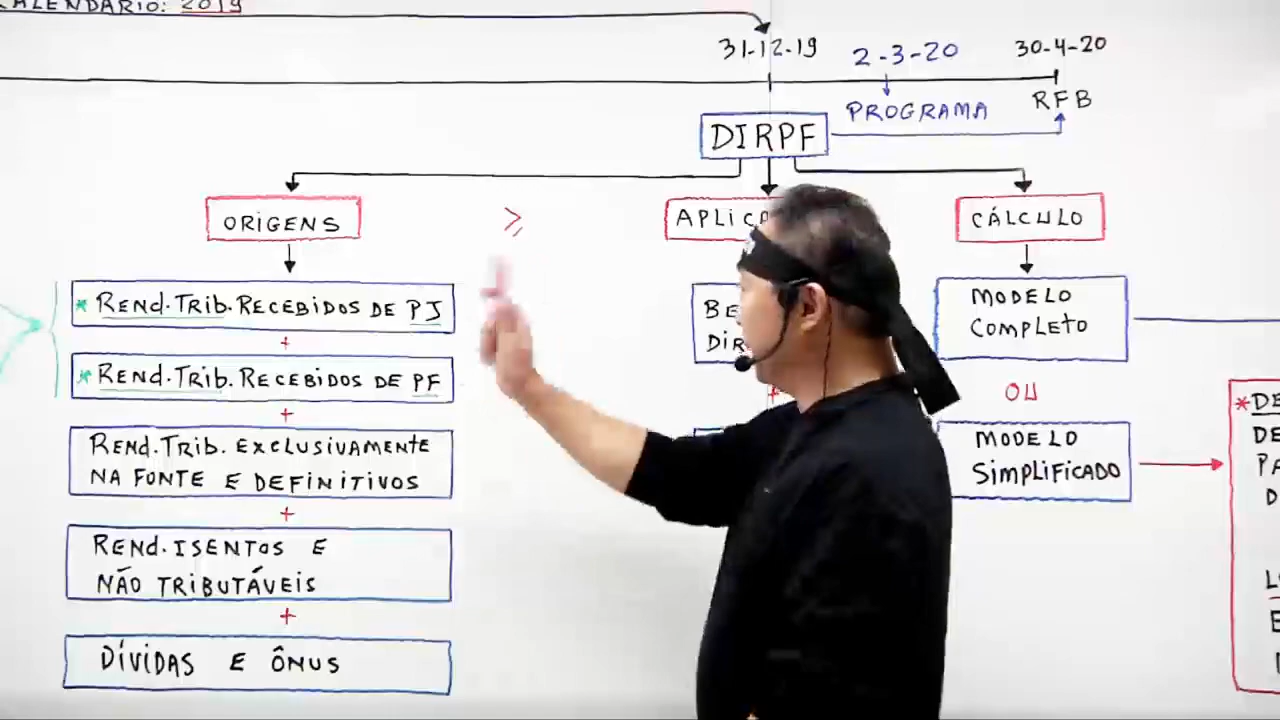 CALENDÁRIO: 2019
31-12-19
2-3-20
30-4-20
PROGRAMA
RFB
DIRPF
ORIGENS
>
CÁLCULO
* REND.TRIB.RECEBIDOS DE PJ
+
* REND.TRIB.RECEBIDOS DE PF
+
REND.TRIB. EXCLUSIVAMENTE
NA FONTE E DEFINITIVOS
+
REND.ISENTOS E
NÃO TRIBUTÁVEIS
+
DÍVIDAS E ÔNUS
+
MODELO
COMPLETO
OU
MODELO
SIMPLIFICADO